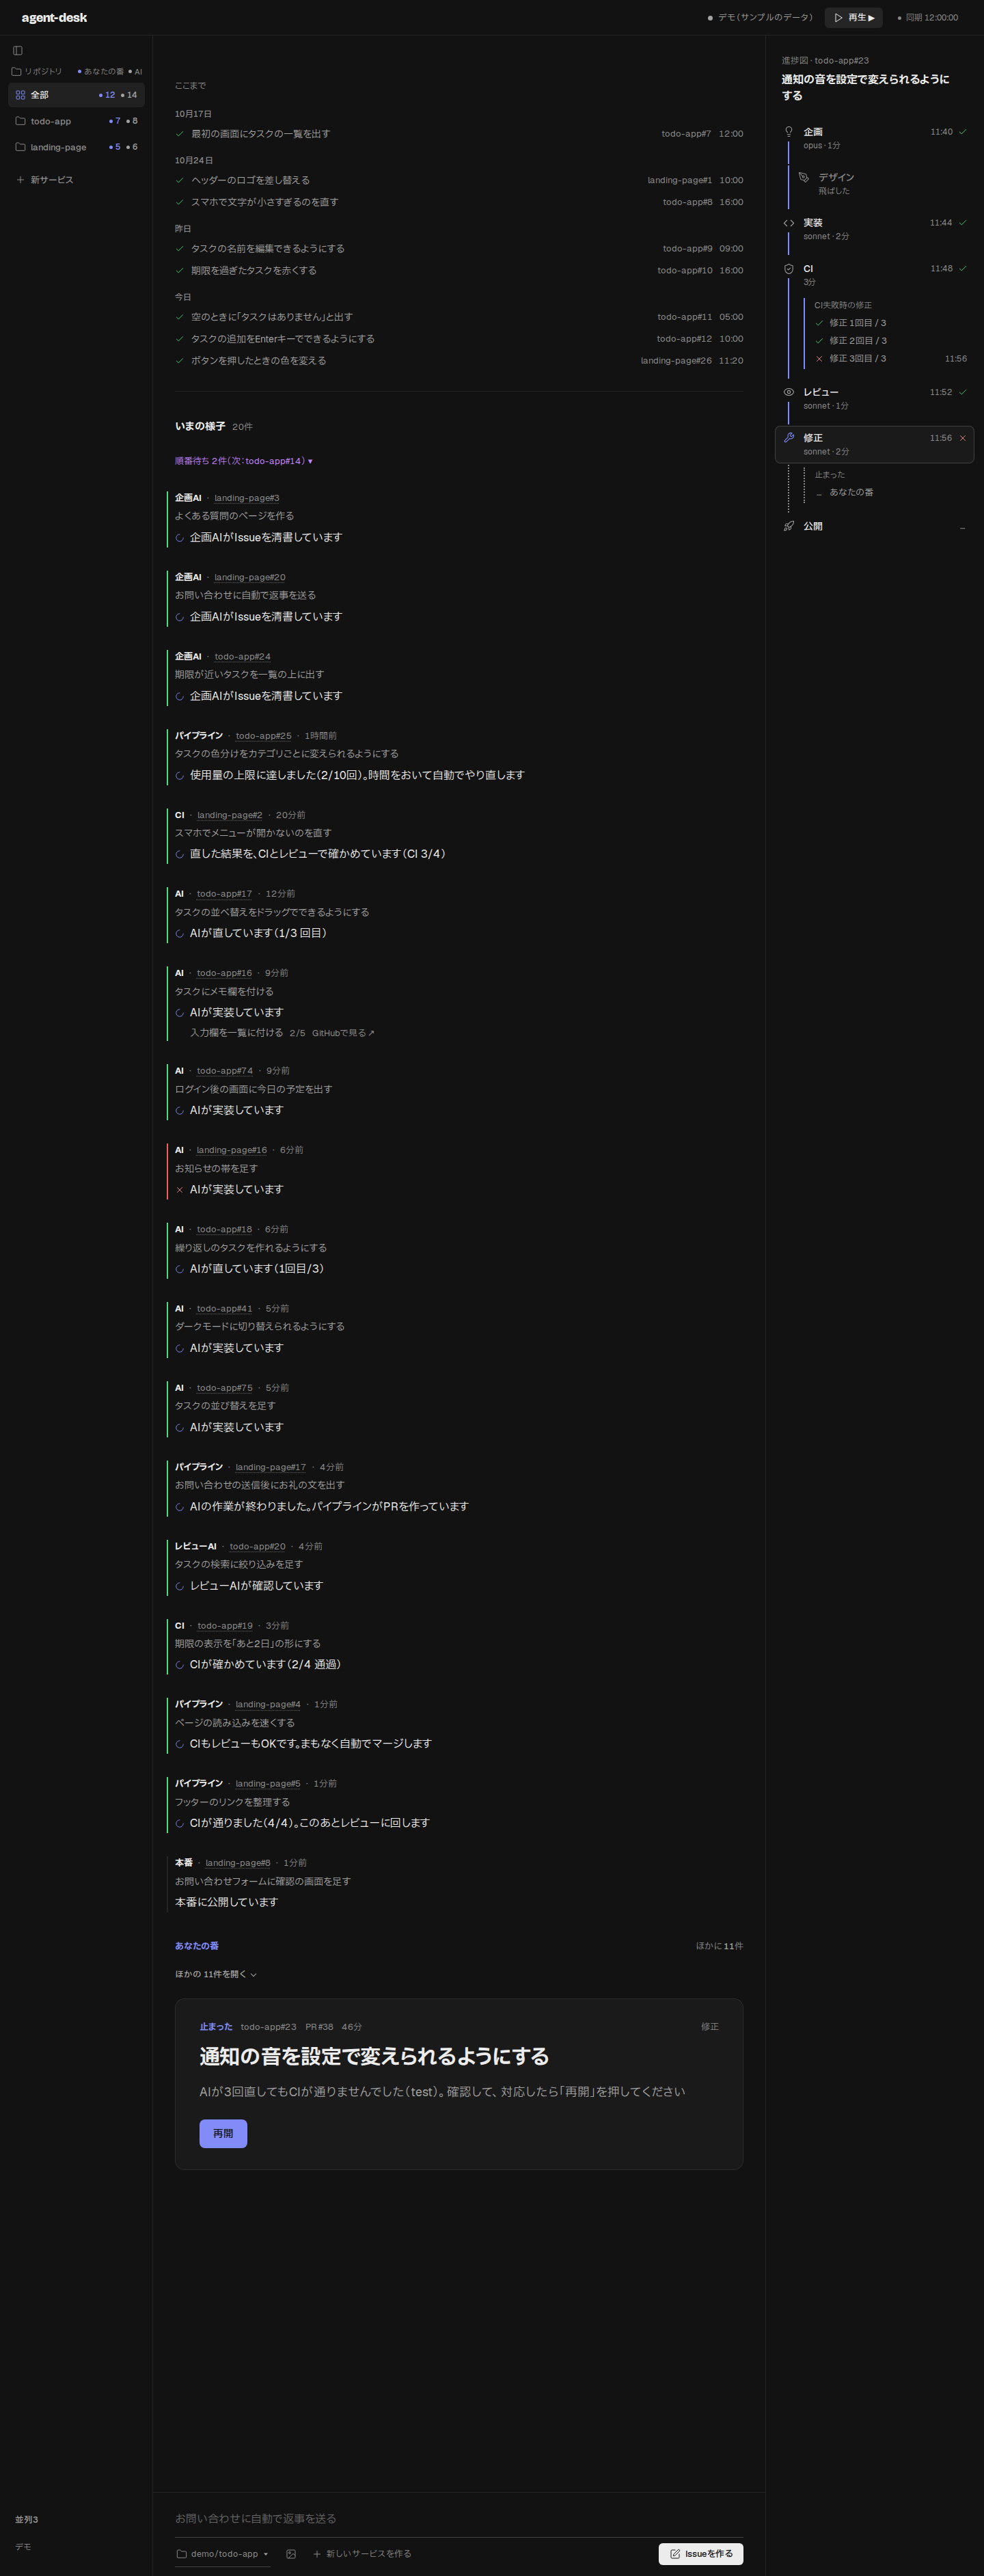 agent-desk
デモ（サンプルのデータ） 再生 ▶ 同期 12:00:00
リポジトリ あなたの番 AI
全部 12 14
todo-app 7 8
landing-page 5 6
新サービス
並列3
デモ
ここまで
10月17日
最初の画面にタスクの一覧を出す todo-app#7 12:00
10月24日
ヘッダーのロゴを差し替える landing-page#1 10:00
スマホで文字が小さすぎるのを直す todo-app#8 16:00
昨日
タスクの名前を編集できるようにする todo-app#9 09:00
期限を過ぎたタスクを赤くする todo-app#10 16:00
今日
空のときに「タスクはありません」と出す todo-app#11 05:00
タスクの追加をEnterキーでできるようにする todo-app#12 10:00
ボタンを押したときの色を変える landing-page#26 11:20
いまの様子 20件
順番待ち 2件（次：todo-app#14）▾
企画AI · landing-page#3
よくある質問のページを作る
企画AIがIssueを清書しています
企画AI · landing-page#20
お問い合わせに自動で返事を送る
企画AIがIssueを清書しています
企画AI · todo-app#24
期限が近いタスクを一覧の上に出す
企画AIがIssueを清書しています
パイプライン · todo-app#25 · 1時間前
タスクの色分けをカテゴリごとに変えられるようにする
使用量の上限に達しました（2/10回）。時間をおいて自動でやり直します
CI · landing-page#2 · 20分前
スマホでメニューが開かないのを直す
直した結果を、CIとレビューで確かめています（CI 3/4）
AI · todo-app#17 · 12分前
タスクの並べ替えをドラッグでできるようにする
AIが直しています（1/3 回目）
AI · todo-app#16 · 9分前
タスクにメモ欄を付ける
AIが実装しています
入力欄を一覧に付ける 2/5 GitHubで見る ↗
AI · todo-app#74 · 9分前
ログイン後の画面に今日の予定を出す
AIが実装しています
AI · landing-page#16 · 6分前
お知らせの帯を足す
AIが実装しています
AI · todo-app#18 · 6分前
繰り返しのタスクを作れるようにする
AIが直しています（1回目/3）
AI · todo-app#41 · 5分前
ダークモードに切り替えられるようにする
AIが実装しています
AI · todo-app#75 · 5分前
タスクの並び替えを足す
AIが実装しています
パイプライン · landing-page#17 · 4分前
お問い合わせの送信後にお礼の文を出す
AIの作業が終わりました。パイプラインがPRを作っています
レビューAI · todo-app#20 · 4分前
タスクの検索に絞り込みを足す
レビューAIが確認しています
CI · todo-app#19 · 3分前
期限の表示を「あと2日」の形にする
CIが確かめています（2/4 通過）
パイプライン · landing-page#4 · 1分前
ページの読み込みを速くする
CIもレビューもOKです。まもなく自動でマージします
パイプライン · landing-page#5 · 1分前
フッターのリンクを整理する
CIが通りました（4/4）。このあとレビューに回します
本番 · landing-page#8 · 1分前
お問い合わせフォームに確認の画面を足す
本番に公開しています
あなたの番 ほかに 11件
ほかの 11件を開く
止まった todo-app#23 PR #38 46分 修正
通知の音を設定で変えられるようにする
AIが3回直してもCIが通りませんでした（test）。確認して、対応したら「再開」を押してください
再開
お問い合わせに自動で返事を送る
demo/todo-app ▾ 新しいサービスを作る Issueを作る
進捗図 · todo-app#23
通知の音を設定で変えられるように
する
企画 11:40
opus · 1分
デザイン
飛ばした
実装 11:44
sonnet · 2分
CI 11:48
3分
CI失敗時の修正
修正 1回目 / 3
修正 2回目 / 3
修正 3回目 / 3 11:56
レビュー 11:52
sonnet · 1分
修正 11:56
sonnet · 2分
止まった
… あなたの番
公開 …